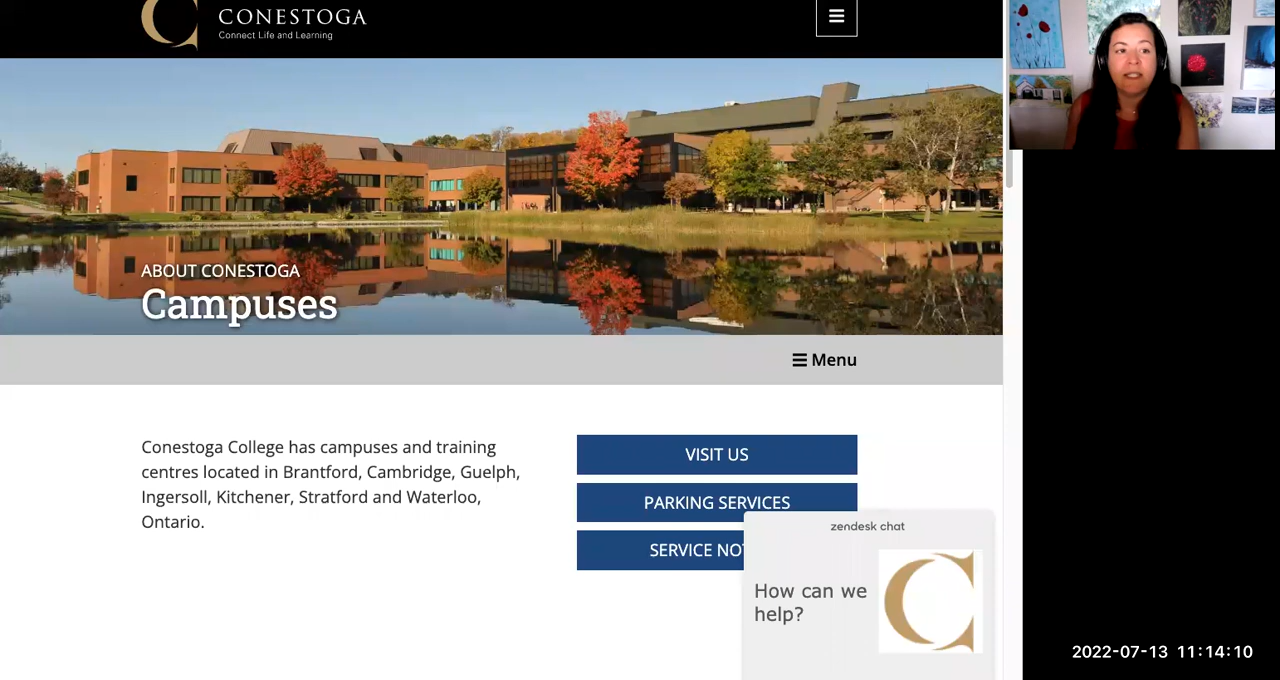 CONESTOGA
Connect Life and Learning
ABOUT CONESTOGA
Campuses
Menu
Conestoga College has campuses and training
centres located in Brantford, Cambridge, Guelph,
Ingersoll, Kitchener, Stratford and Waterloo,
Ontario.
VISIT US
PARKING SERVICES
SERVICE NO
zendesk chat
How can we
help?
2022-07-13 11:14:10